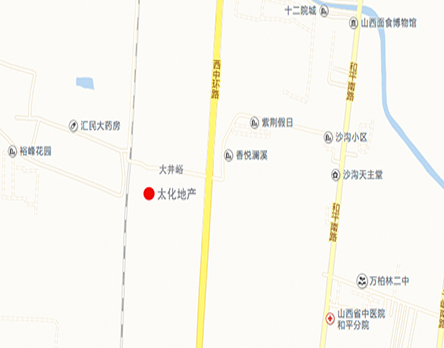 十二院城
山西面食博物馆
西中环路
和平南路
紫荆假日
汇民大药房
沙沟小区
裕峰花园
香悦澜溪
大井峪
沙沟天主堂
太化地产
和平南路
万柏林二中
山西省中医院
和平分院